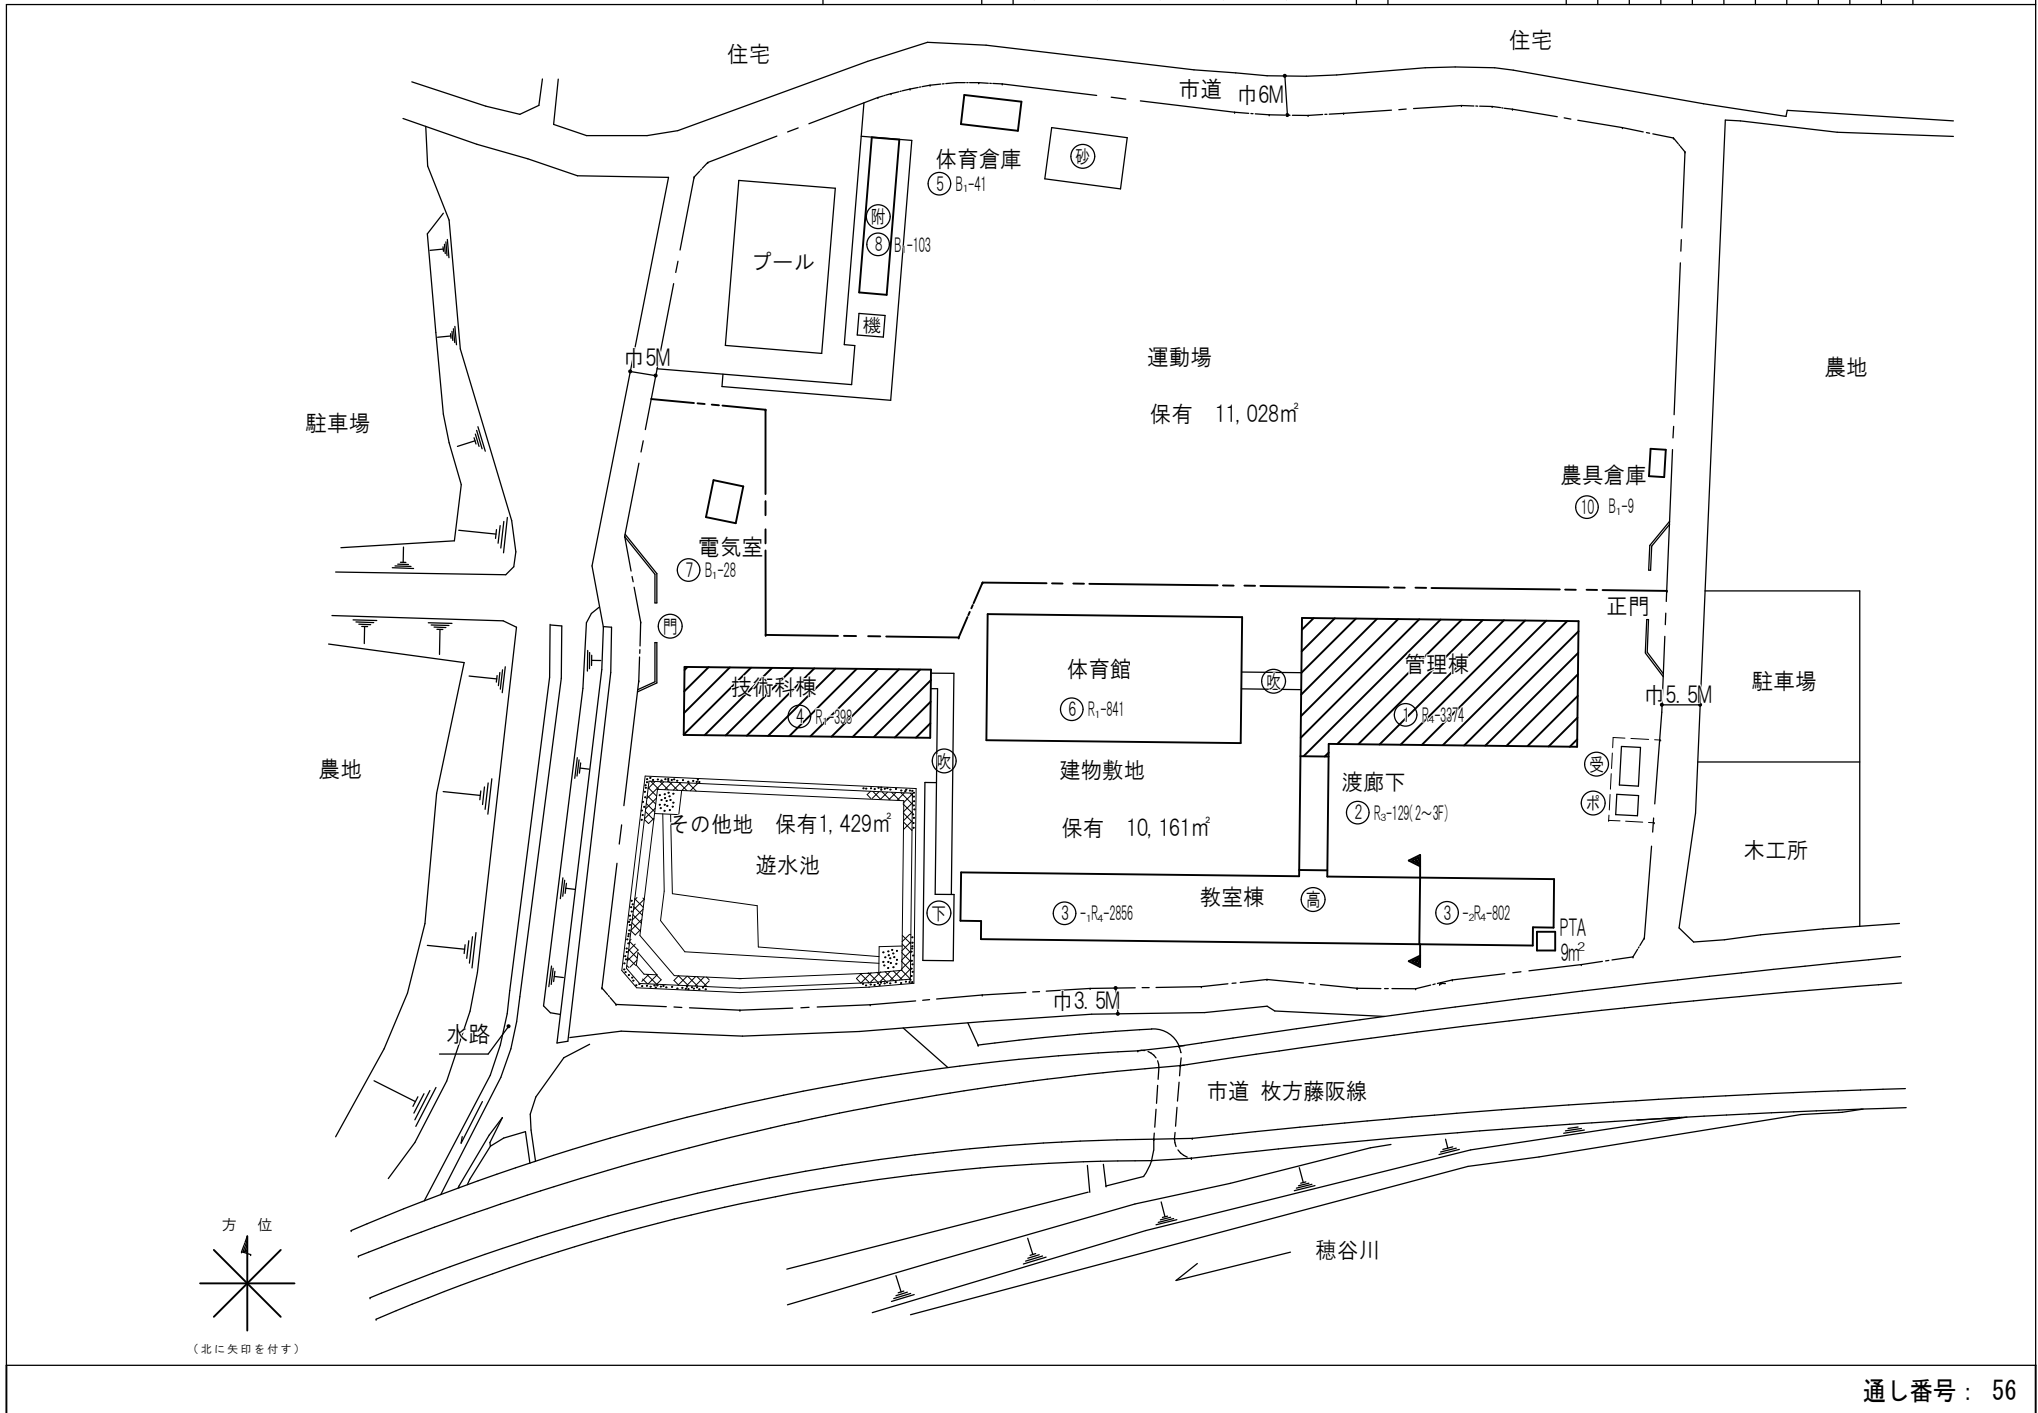 住宅
住宅
市道 巾6M
体育倉庫
⑤ B₁-41
砂
附
⑧ B₁-103
プール
機
巾5M
運動場
保有 11,028㎡
農地
駐車場
農具倉庫
⑩ B₁-9
電気室
⑦ B₁-28
門
正門
体育館
⑥ R₁-841
吹
管理棟
① R₄-3374
技術科棟
④ R₁-398
巾5.5M
駐車場
農地
吹
建物敷地
保有 10,161㎡
渡廊下
② R₃-129(2～3F)
受
ポ
その他地 保有1,429㎡
遊水池
木工所
下
教室棟
高
③-₁R₄-2856
③-₂R₄-802
PTA
9㎡
巾3.5M
水路
市道 枚方藤阪線
穂谷川
方 位
(北に矢印を付す)
通し番号： 56